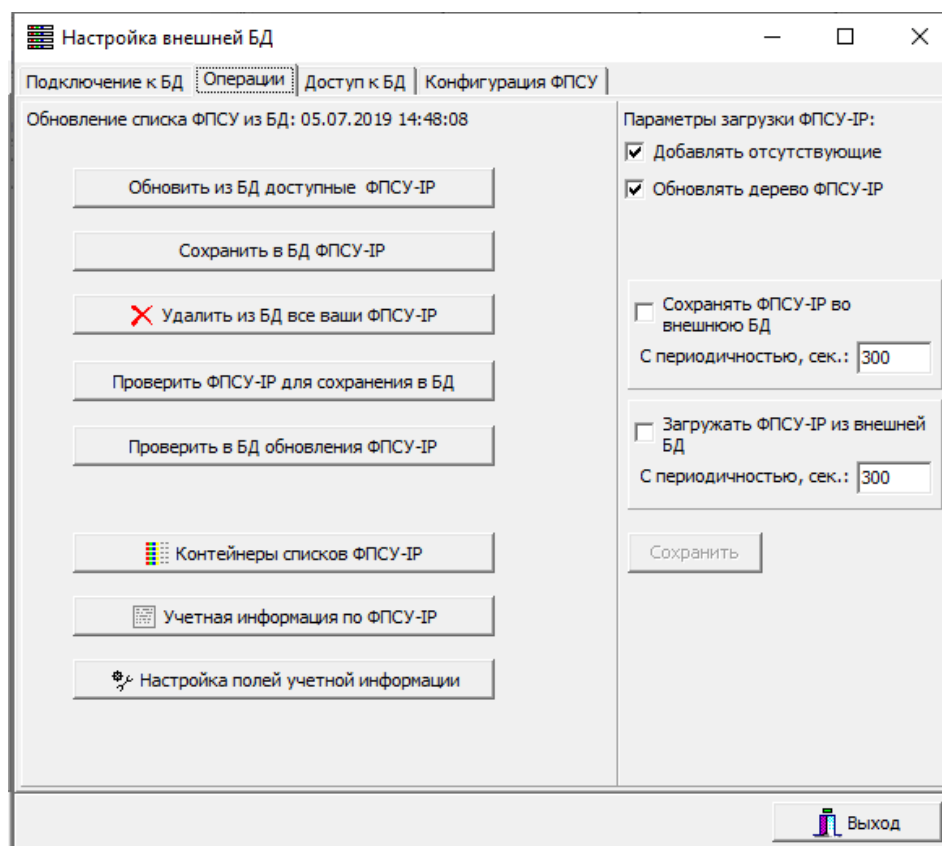 Настройка внешней БД
Подключение к БД Операции Доступ к БД Конфигурация ФПСУ
Обновление списка ФПСУ из БД: 05.07.2019 14:48:08
Обновить из БД доступные ФПСУ-IP
Сохранить в БД ФПСУ-IP
Удалить из БД все ваши ФПСУ-IP
Проверить ФПСУ-IP для сохранения в БД
Проверить в БД обновления ФПСУ-IP
Контейнеры списков ФПСУ-IP
Учетная информация по ФПСУ-IP
Настройка полей учетной информации
Параметры загрузки ФПСУ-IP:
Добавлять отсутствующие
Обновлять дерево ФПСУ-IP
Сохранять ФПСУ-IP во
внешнюю БД
С периодичностью, сек.: 300
Загружать ФПСУ-IP из внешней
БД
С периодичностью, сек.: 300
Сохранить
Выход